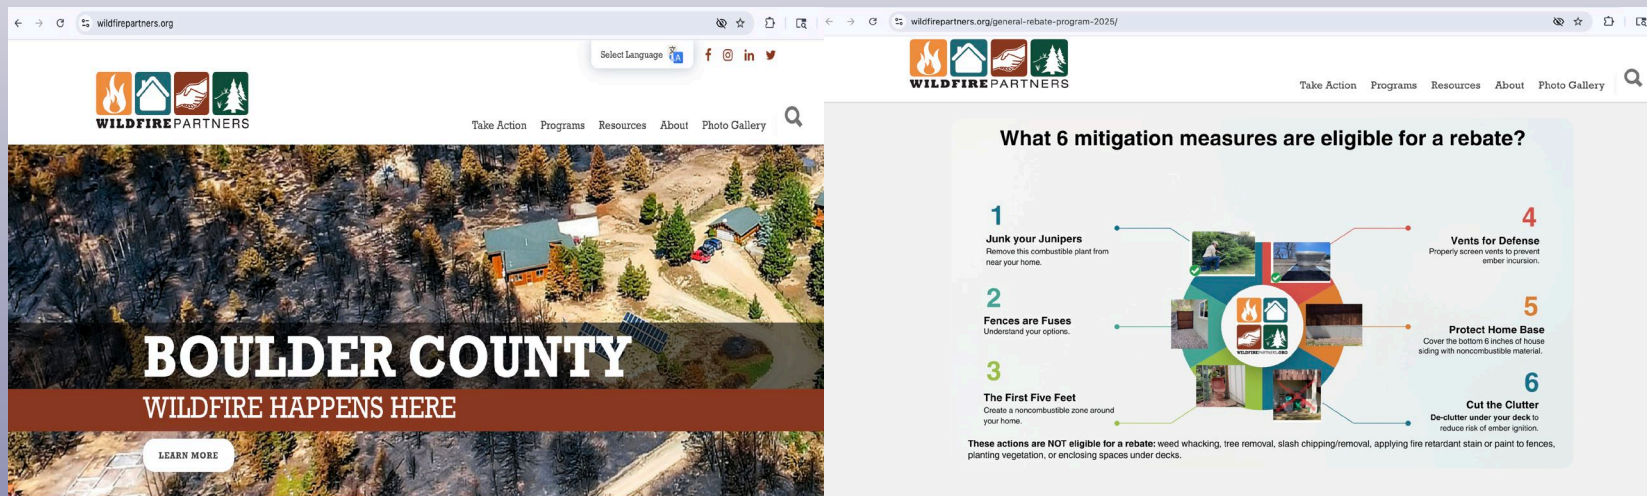 wildfirepartners.org
Select Language
WILDFIREPARTNERS
Take Action Programs Resources About Photo Gallery
BOULDER COUNTY
WILDFIRE HAPPENS HERE
LEARN MORE
wildfirepartners.org/general-rebate-program-2025/
WILDFIREPARTNERS
Take Action Programs Resources About Photo Gallery
What 6 mitigation measures are eligible for a rebate?
1
Junk your Junipers
Remove this combustible plant from
near your home.
2
Fences are Fuses
Understand your options.
3
The First Five Feet
Create a noncombustible zone around
your home.
4
Vents for Defense
Properly screen vents to prevent
ember incursion.
5
Protect Home Base
Cover the bottom 6 inches of house
siding with noncombustible material.
6
Cut the Clutter
De-clutter under your deck to
reduce risk of ember ignition.
WILDFIREPARTNERS.ORG
These actions are NOT eligible for a rebate: weed whacking, tree removal, slash chipping/removal, applying fire retardant stain or paint to fences,
planting vegetation, or enclosing spaces under decks.